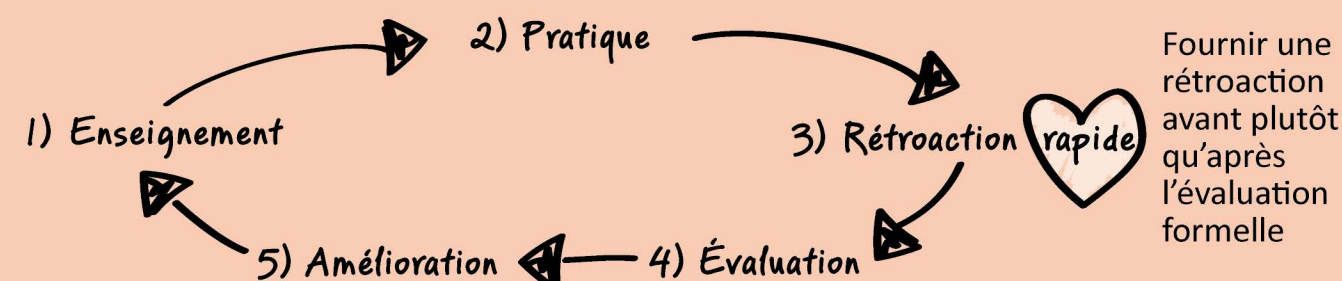 1) Enseignement
2) Pratique
3) Rétroaction rapide
Fournir une
rétroaction
avant plutôt
qu'après
l'évaluation
formelle
4) Évaluation
5) Amélioration